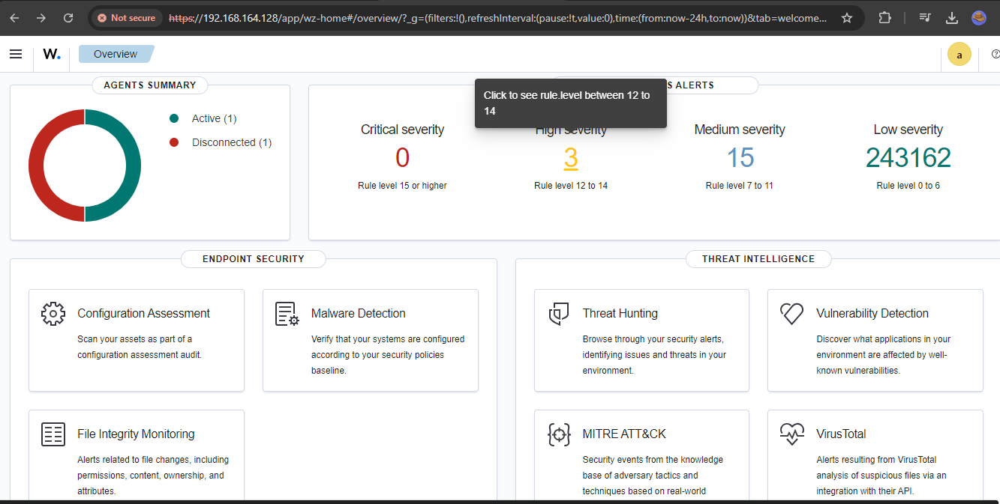 Not secure https://192.168.164.128/app/wz-home#/overview/?_g=(filters:!(),refreshInterval:(pause:!t,value:0),time:(from:now-24h,to:now))&tab=welcome...
W. Overview a
AGENTS SUMMARY
Active (1)
Disconnected (1)
S ALERTS
Click to see rule.level between 12 to
14
Critical severity
0
Rule level 15 or higher
High severity
3
Rule level 12 to 14
Medium severity
15
Rule level 7 to 11
Low severity
243162
Rule level 0 to 6
ENDPOINT SECURITY
Configuration Assessment
Scan your assets as part of a
configuration assessment audit.
Malware Detection
Verify that your systems are configured
according to your security policies
baseline.
File Integrity Monitoring
Alerts related to file changes, including
permissions, content, ownership, and
attributes.
THREAT INTELLIGENCE
Threat Hunting
Browse through your security alerts,
identifying issues and threats in your
environment.
Vulnerability Detection
Discover what applications in your
environment are affected by well-
known vulnerabilities.
MITRE ATT&CK
Security events from the knowledge
base of adversary tactics and
techniques based on real-world
VirusTotal
Alerts resulting from VirusTotal
analysis of suspicious files via an
integration with their API.